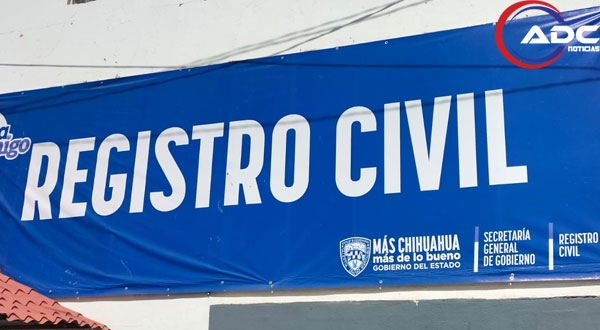 ADC
NOTICIAS
REGISTRO CIVIL
MÁS CHIHUAHUA
más de lo bueno
GOBIERNO DEL ESTADO
SECRETARÍA
GENERAL
DE GOBIERNO
REGISTRO
CIVIL